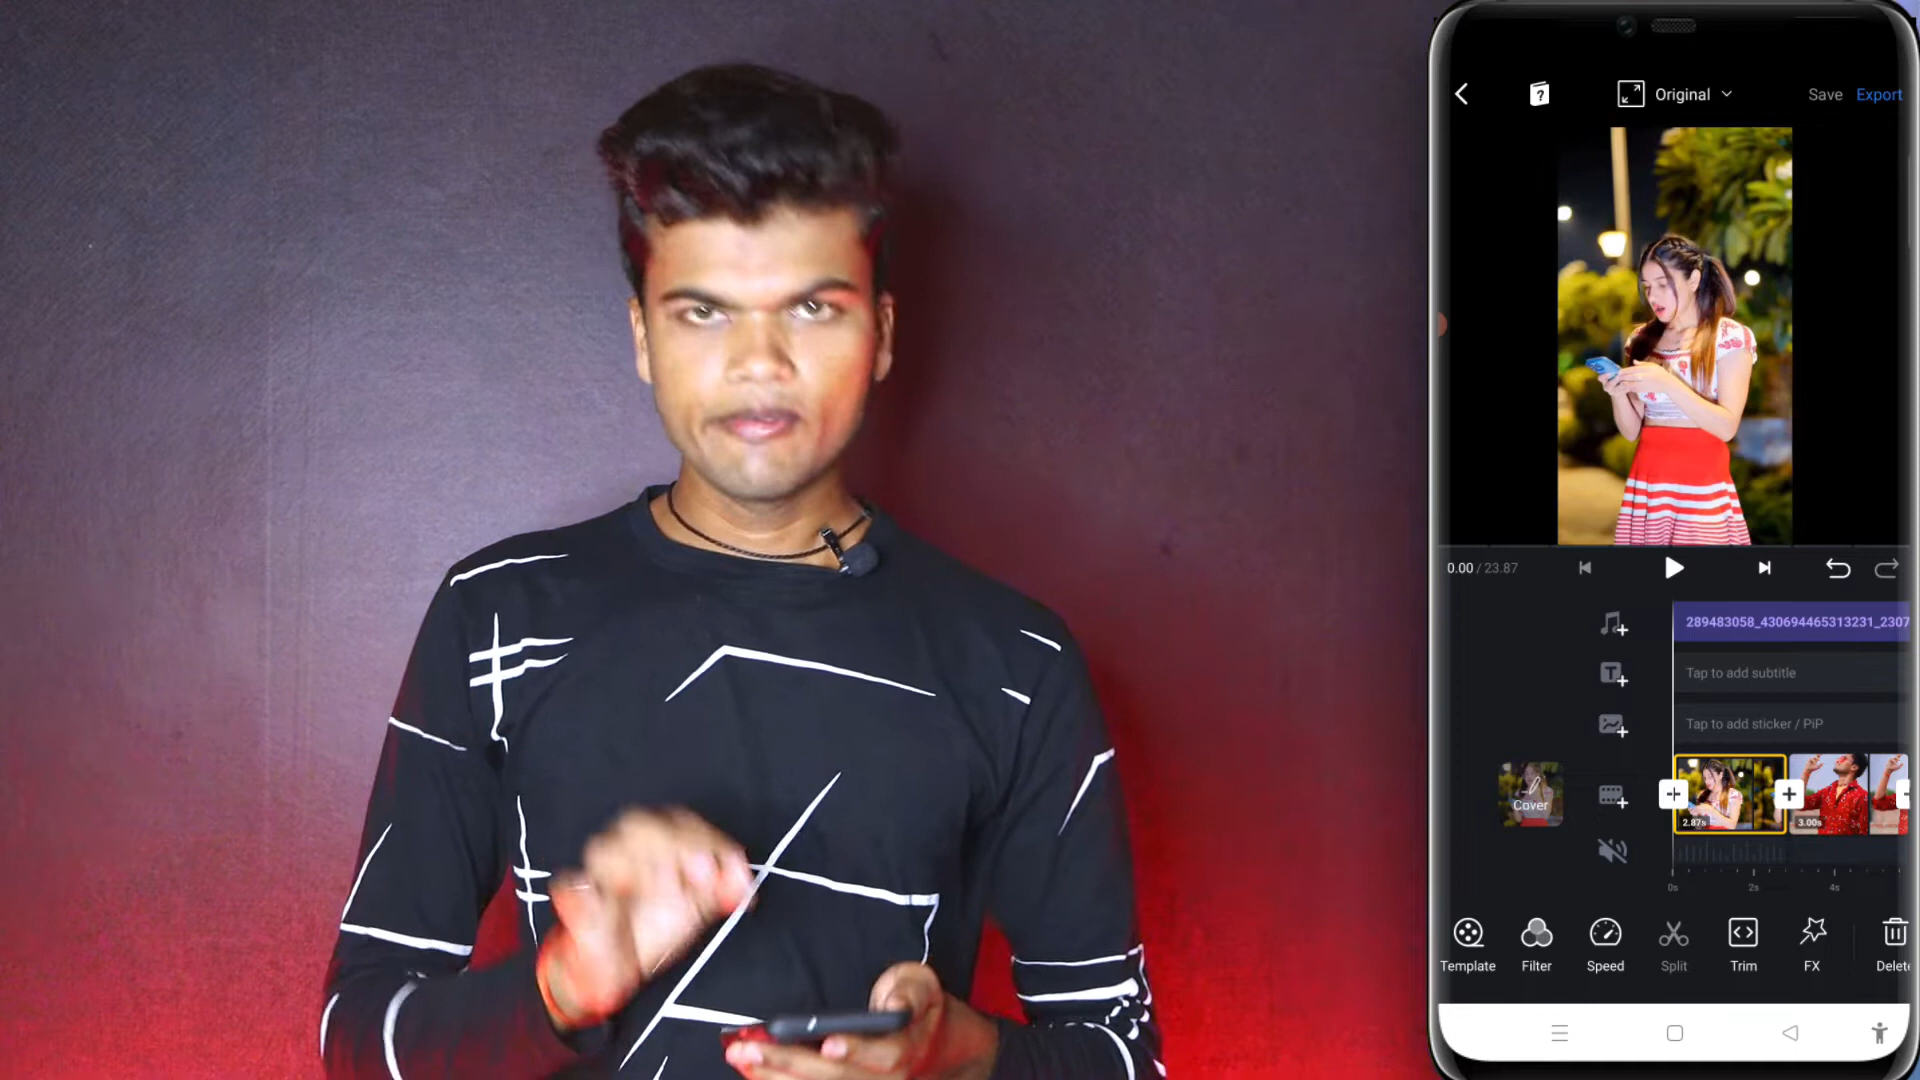 Original
Save
Export
0.00 / 23.87
289483058_430694465313231_2307
Tap to add subtitle
Tap to add sticker / PiP
Cover
2.87s
3.00s
0s
2s
4s
Template
Filter
Speed
Split
Trim
FX
Delete